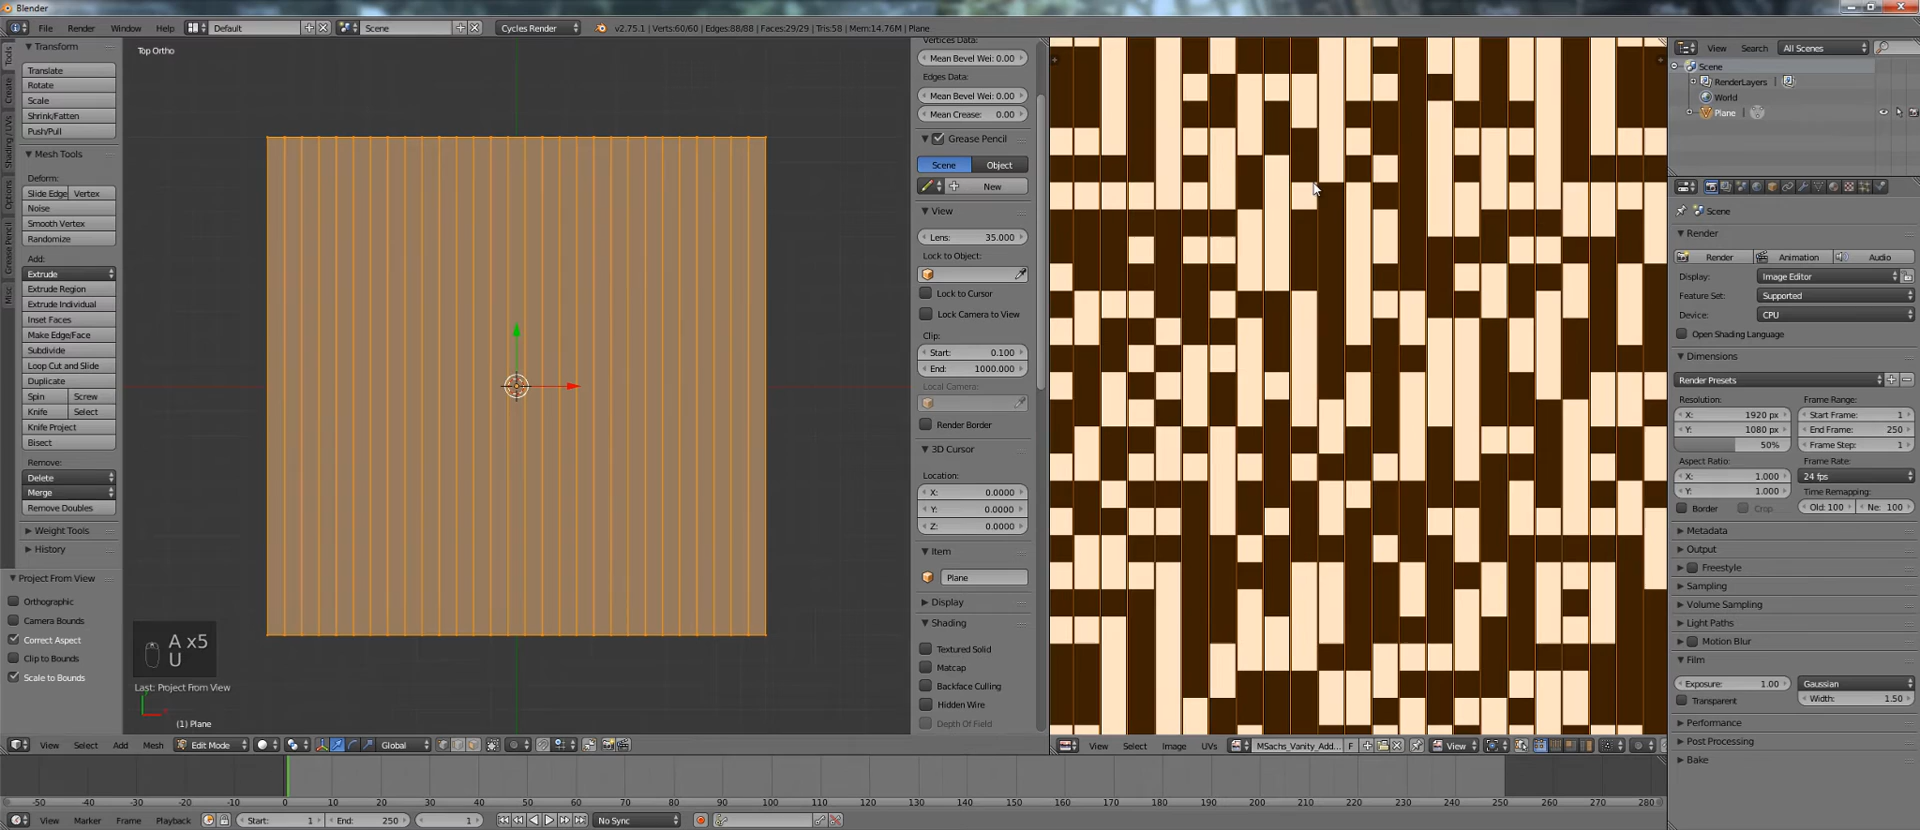 Blender
File Render Window Help Default Scene Cycles Render v2.75.1 | Verts:60/60 | Edges:88/88 | Faces:29/29 | Tris:58 | Mem:14.76M | Plane
Tools
Create
Shading / UVs
Options
Grease Pencil
Misc
Transform
Translate
Rotate
Scale
Shrink/Fatten
Push/Pull
Mesh Tools
Deform:
Slide Edge Vertex
Noise
Smooth Vertex
Randomize
Add:
Extrude
Extrude Region
Extrude Individual
Inset Faces
Make Edge/Face
Subdivide
Loop Cut and Slide
Duplicate
Spin Screw
Knife Select
Knife Project
Bisect
Remove:
Delete
Merge
Remove Doubles
Weight Tools
History
Project From View
Orthographic
Camera Bounds
Correct Aspect
Clip to Bounds
Scale to Bounds
Top Ortho
A x5
U
Last: Project From View
(1) Plane
View Select Add Mesh Edit Mode Global
Vertices Data:
Mean Bevel Wei: 0.00
Edges Data:
Mean Bevel Wei: 0.00
Mean Crease: 0.00
Grease Pencil
Scene Object
New
View
Lens: 35.000
Lock to Object:
Lock to Cursor
Lock Camera to View
Clip:
Start: 0.100
End: 1000.000
Local Camera:
Render Border
3D Cursor
Location:
X: 0.0000
Y: 0.0000
Z: 0.0000
Item
Plane
Display
Shading
Textured Solid
Matcap
Backface Culling
Hidden Wire
Depth Of Field
View Select Image UVs MSachs_Vanity_Add... F View
View Search All Scenes
Scene
RenderLayers |
World
Plane |
Scene
Render
Render Animation Audio
Display: Image Editor
Feature Set: Supported
Device: CPU
Open Shading Language
Dimensions
Render Presets
Resolution: Frame Range:
X: 1920 px Start Frame: 1
Y: 1080 px End Frame: 250
50% Frame Step: 1
Aspect Ratio: Frame Rate:
X: 1.000 24 fps
Y: 1.000 Time Remapping:
Border Crop Old: 100 Ne: 100
Metadata
Output
Freestyle
Sampling
Volume Sampling
Light Paths
Motion Blur
Film
Exposure: 1.00 Gaussian
Transparent Width: 1.50
Performance
Post Processing
Bake
-50 -40 -30 -20 -10 0 10 20 30 40 50 60 70 80 90 100 110 120 130 140 150 160 170 180 190 200 210 220 230 240 250 260 270 280
View Marker Frame Playback Start: 1 End: 250 1 No Sync